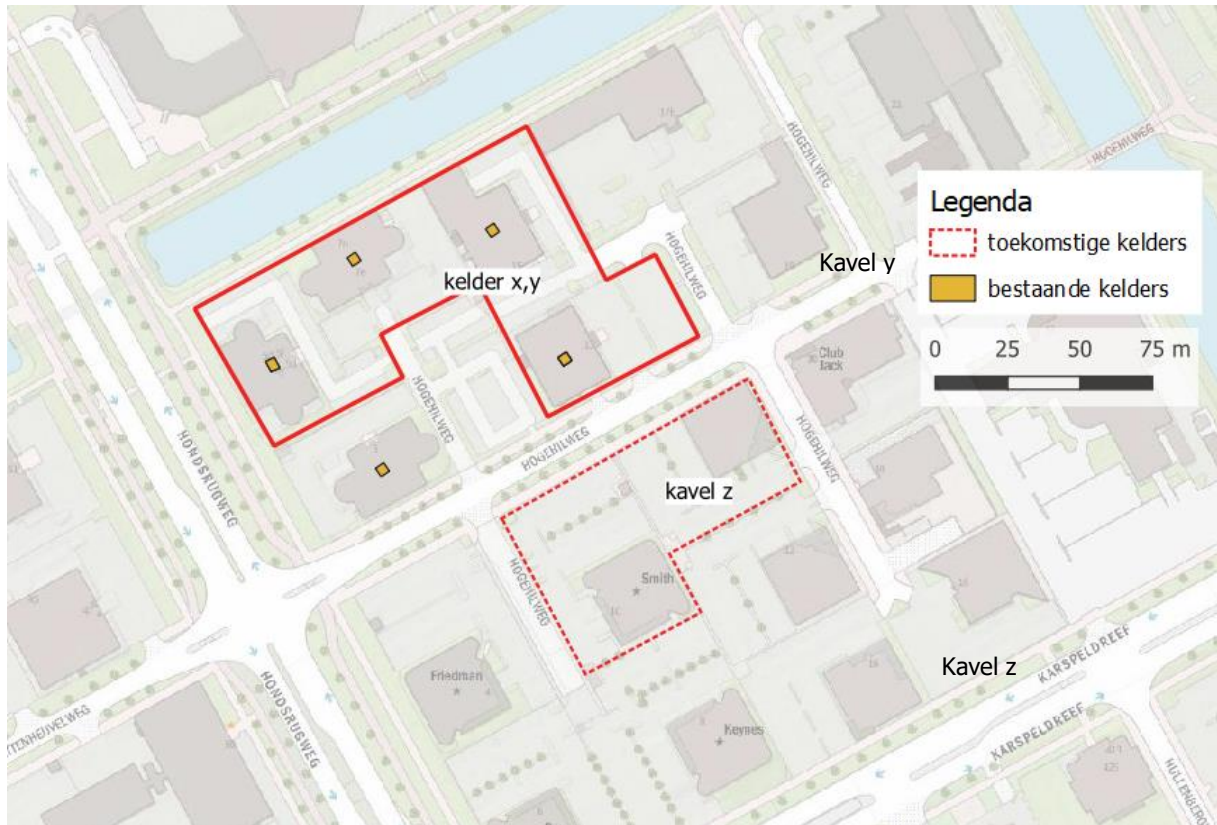 HOGEHILWEG
HOGEHILWEG
Legenda
toekomstige kelders
bestaande kelders
0 25 50 75 m
Kavel y
HOGEHILWEG
kelder x,y
Club
Jack
HOGEHILWEG
HOGEHILWEG
HOGEHILWEG
HONDSRUGWEG
kavel z
HOGEHILWEG
Smith
Kavel z
KARSPELDREEF
Friedman
4
HONDSRUGWEG
Keynes
KARSPELDREEF